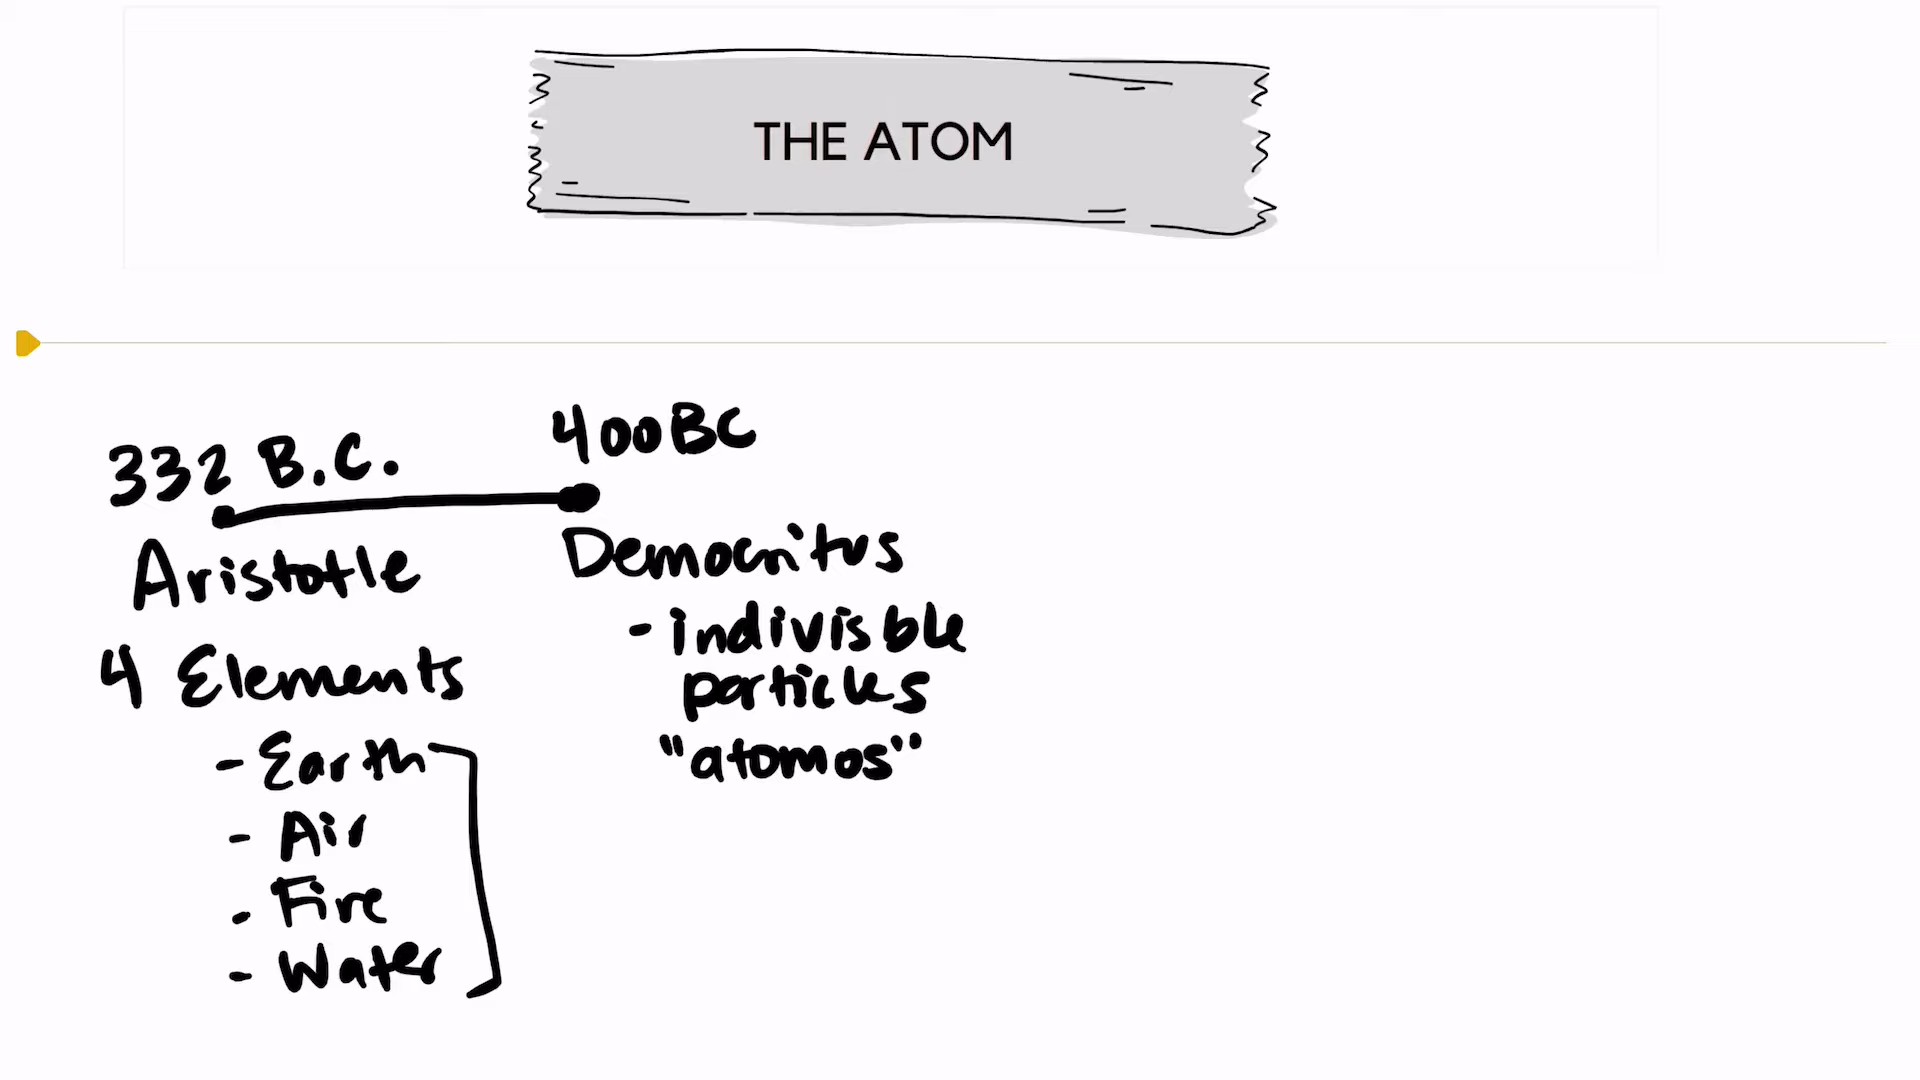 THE ATOM
332 B.C.
Aristotle
4 Elements
- Earth
- Air
- Fire
- Water
400BC
Democritus
- indivisible
particles
"atomos"